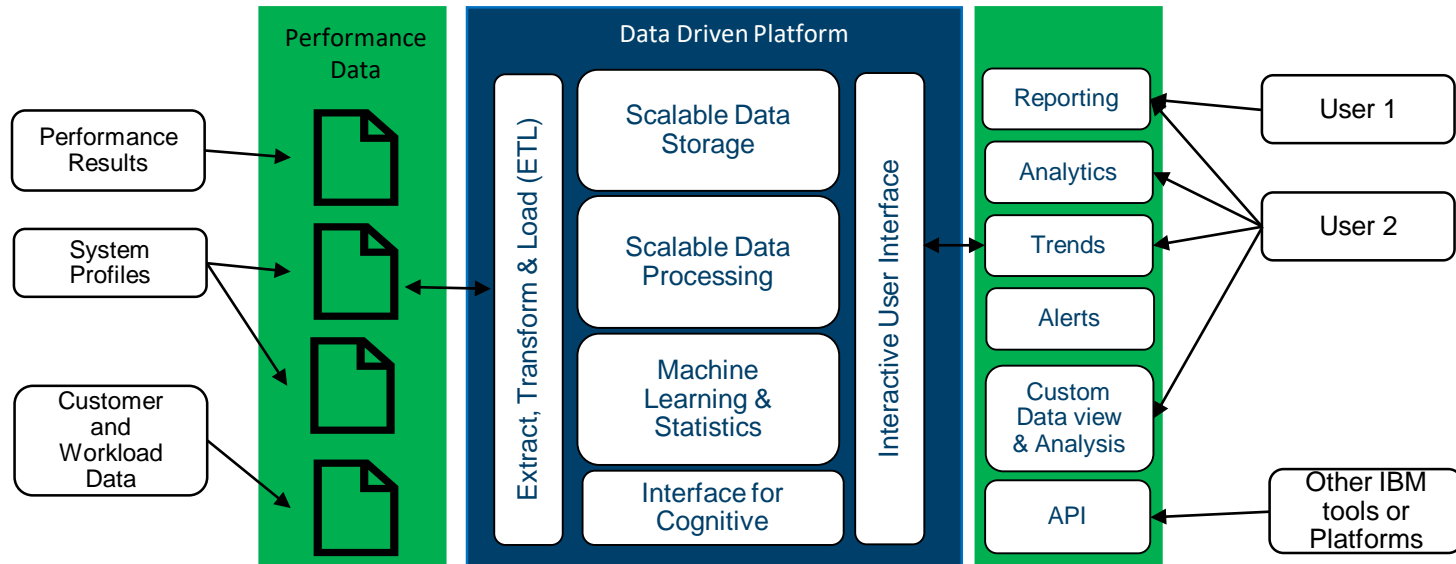 Performance
Data
Data Driven Platform
Performance
Results
System
Profiles
Customer
and
Workload
Data
Extract, Transform & Load (ETL)
Scalable Data
Storage
Scalable Data
Processing
Machine
Learning &
Statistics
Interface for
Cognitive
Interactive User Interface
Reporting
Analytics
Trends
Alerts
Custom
Data view
& Analysis
API
User 1
User 2
Other IBM
tools or
Platforms